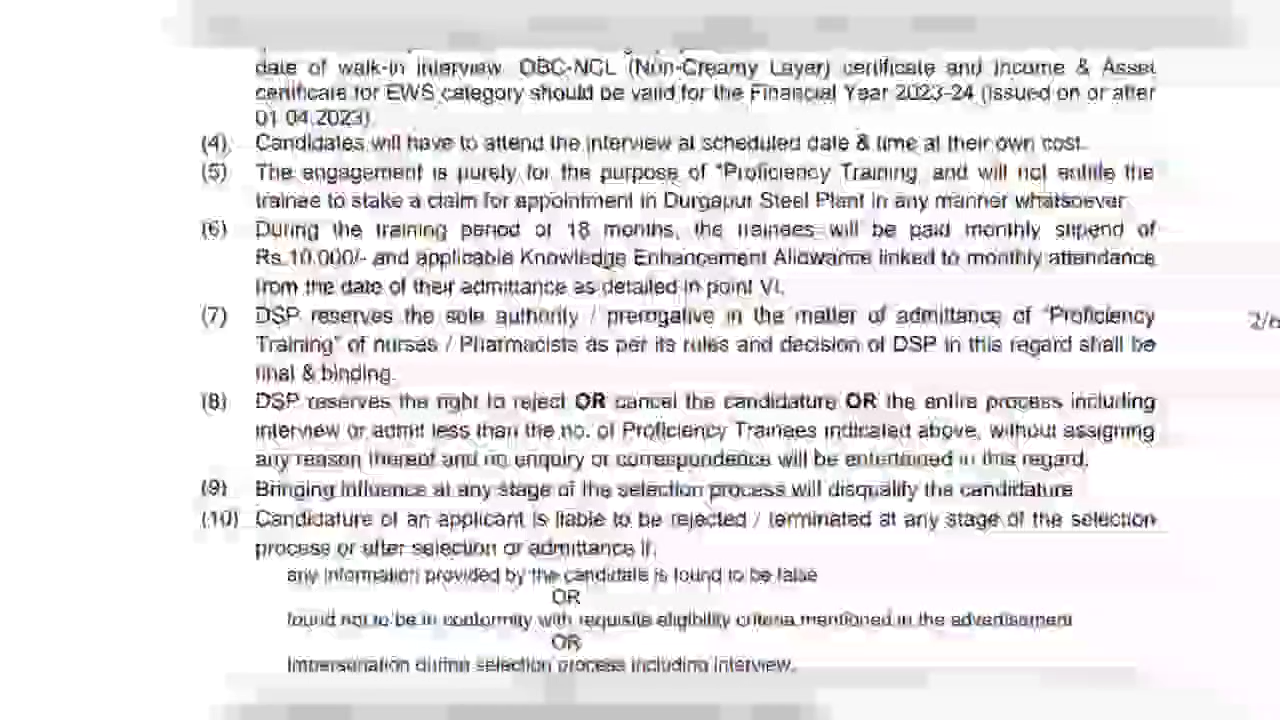 date of walk-in interview. OBC-NCL (Non-Creamy Layer) certificate and Income & Asset
certificate for EWS category should be valid for the Financial Year 2023-24 (issued on or after
01.04.2023).
(4) Candidates will have to attend the interview at scheduled date & time at their own cost.
(5) The engagement is purely for the purpose of "Proficiency Training and will not entitle the
trainee to stake a claim for appointment in Durgapur Steel Plant in any manner whatsoever.
(6) During the training period of 18 months, the trainees will be paid monthly stipend of
Rs.10,000/- and applicable Knowledge Enhancement Allowance linked to monthly attendance
from the date of their admittance as detailed in point VI.
(7) DSP reserves the sole authority / prerogative in the matter of admittance of "Proficiency
2/6
Training" of nurses / Pharmacists as per its rules and decision of DSP in this regard shall be
final & binding.
(8) DSP reserves the right to reject OR cancel the candidature OR the entire process including
interview or admit less than the no. of Proficiency Trainees indicated above, without assigning
any reason thereof and no enquiry or correspondence will be entertained in this regard.
(9) Bringing influence at any stage of the selection process will disqualify the candidature
(10) Candidature of an applicant is liable to be rejected / terminated at any stage of the selection
process or after selection or admittance if,
any information provided by the candidate is found to be false
OR
found not to be in conformity with requisite eligibility criteria mentioned in the advertisement
OR
Impersonation during selection process including interview.